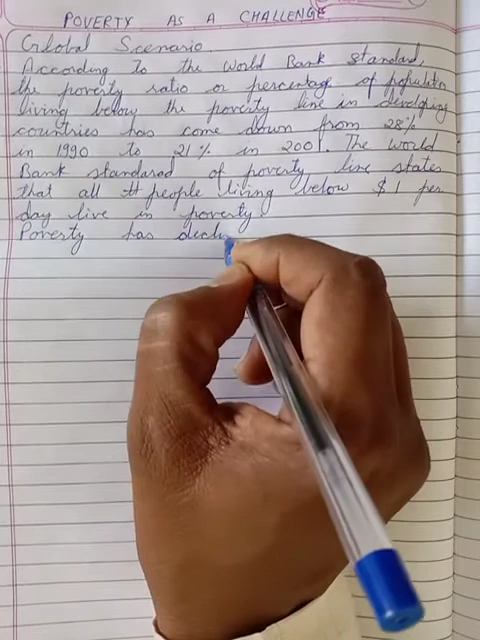 POVERTY AS A CHALLENGE
Global Scenario.
According to the World Bank standard,
the poverty ratio or percentage of population
living below the poverty line in developing
countries has come down from 28%
in 1990 to 21% in 2001. The World
Bank standarad of poverty line states
that all people living below $1 per
day live in poverty.
Poverty has decli